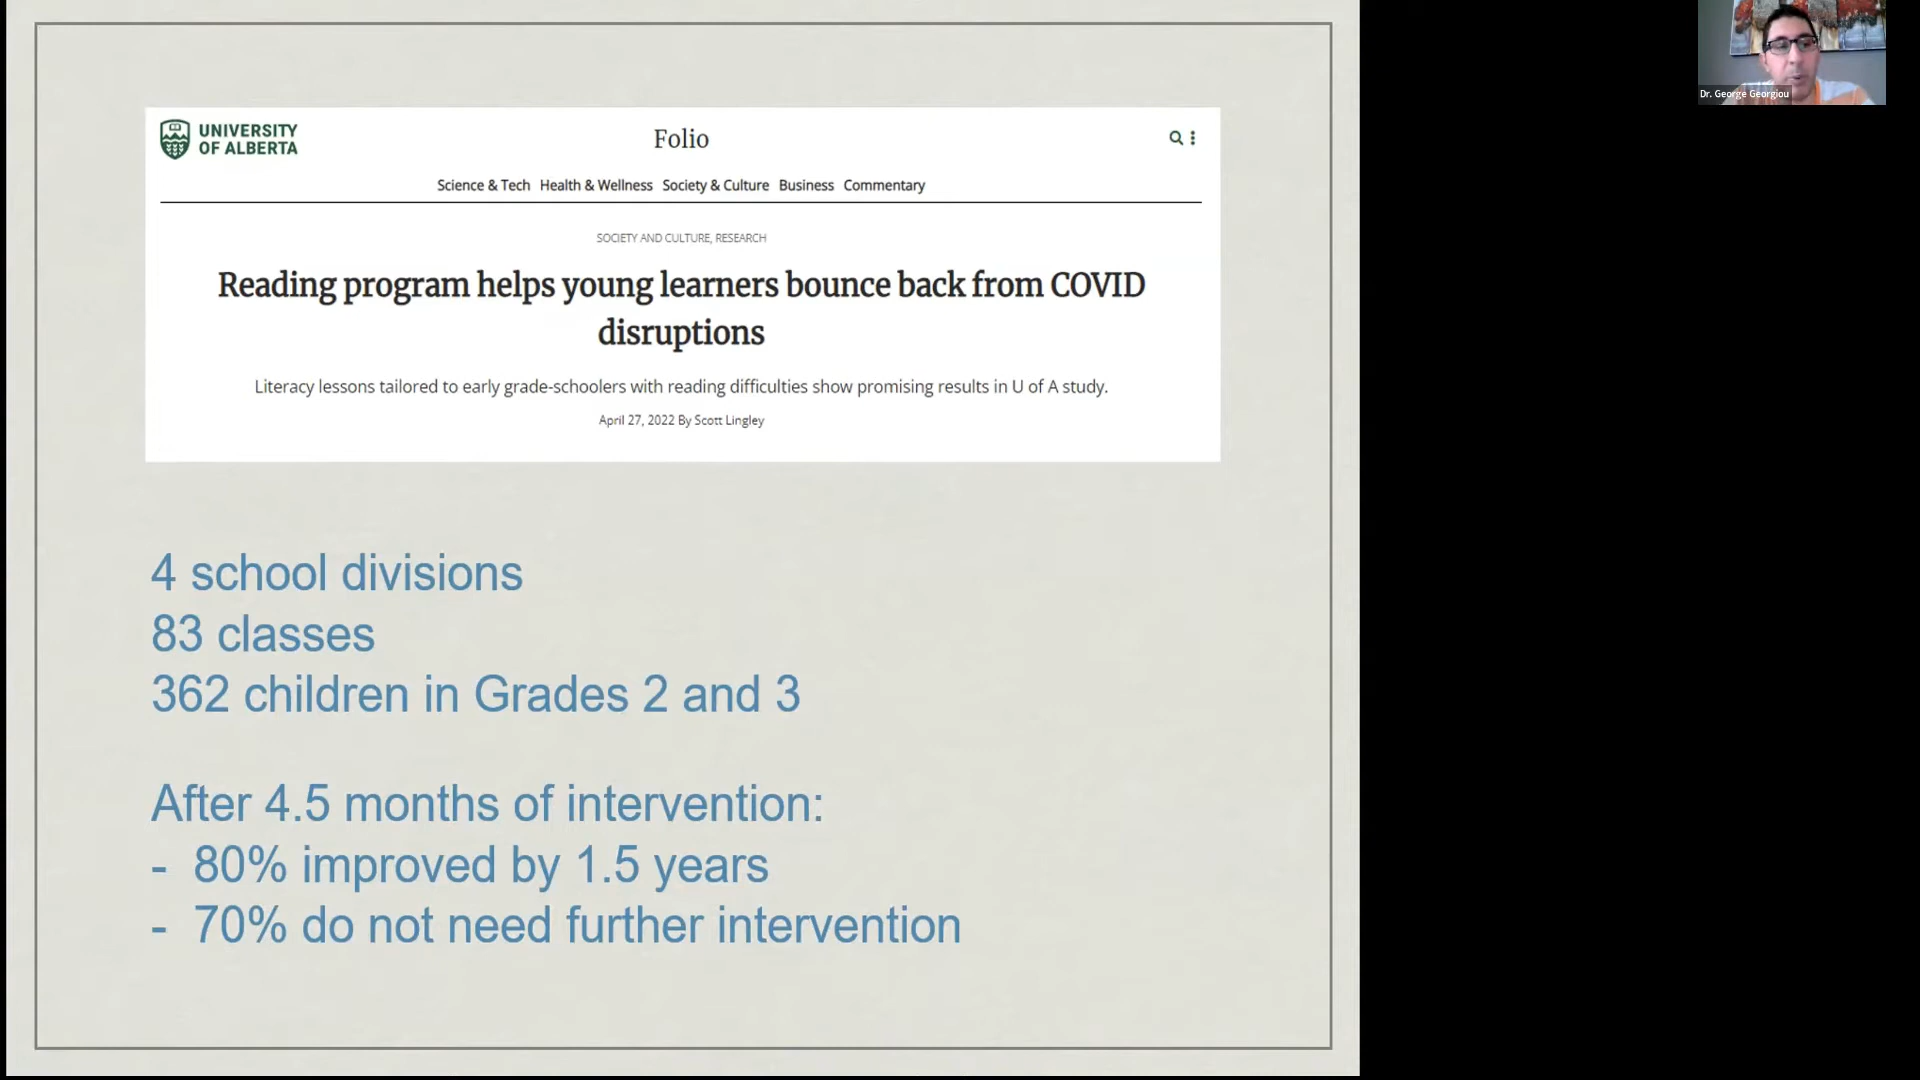 UNIVERSITY
OF ALBERTA
Folio
Science & Tech Health & Wellness Society & Culture Business Commentary
SOCIETY AND CULTURE, RESEARCH
Reading program helps young learners bounce back from COVID
disruptions
Literacy lessons tailored to early grade-schoolers with reading difficulties show promising results in U of A study.
April 27, 2022 By Scott Lingley
4 school divisions
83 classes
362 children in Grades 2 and 3
After 4.5 months of intervention:
- 80% improved by 1.5 years
- 70% do not need further intervention
Dr. George Georgiou